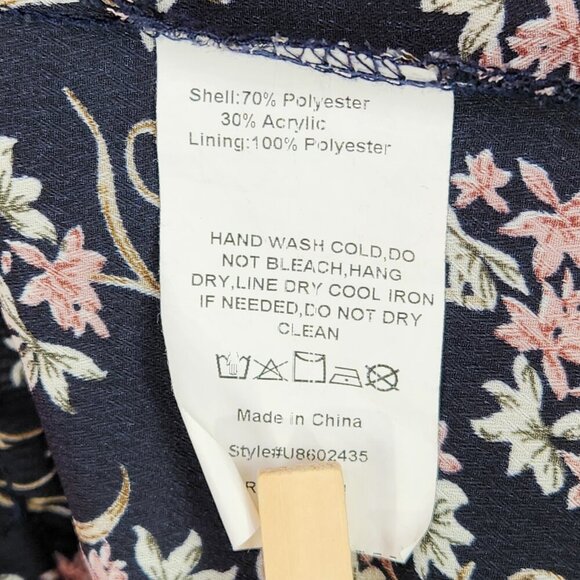 Shell:70% Polyester
30% Acrylic
Lining:100% Polyester
HAND WASH COLD,DO
NOT BLEACH,HANG
DRY,LINE DRY COOL IRON
IF NEEDED,DO NOT DRY
CLEAN
Made in China
Style#U8602435